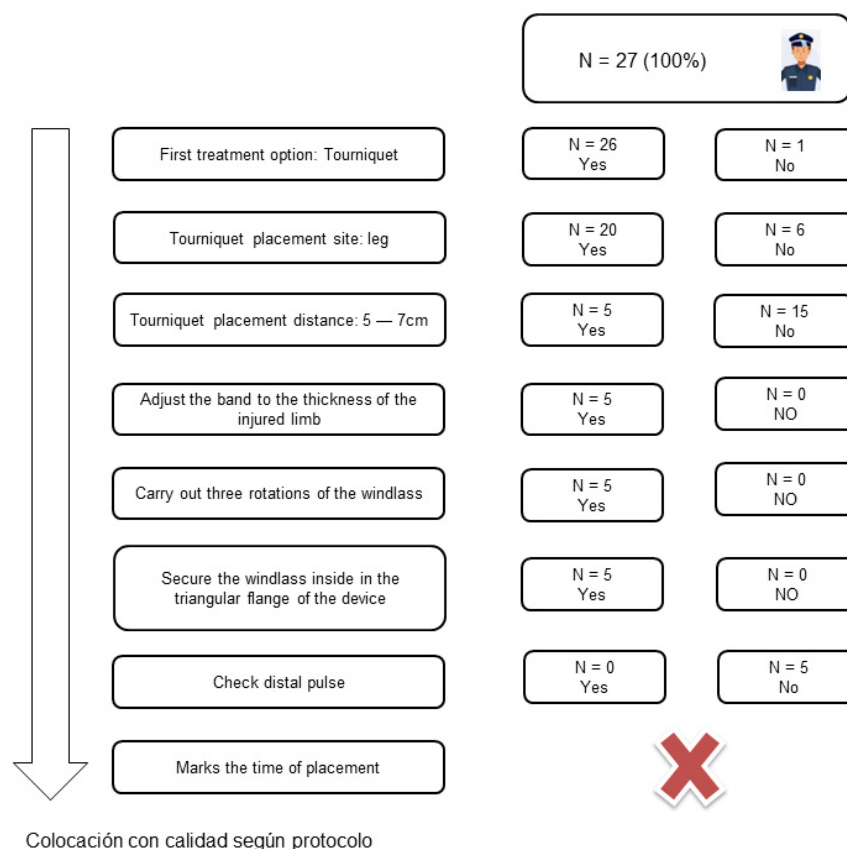 N = 27 (100%)
First treatment option: Tourniquet
N = 26
Yes
N = 1
No
Tourniquet placement site: leg
N = 20
Yes
N = 6
No
Tourniquet placement distance: 5 — 7cm
N = 5
Yes
N = 15
No
Adjust the band to the thickness of the
injured limb
N = 5
Yes
N = 0
NO
Carry out three rotations of the windlass
N = 5
Yes
N = 0
NO
Secure the windlass inside in the
triangular flange of the device
N = 5
Yes
N = 0
NO
Check distal pulse
N = 0
Yes
N = 5
No
Marks the time of placement
Colocación con calidad según protocolo